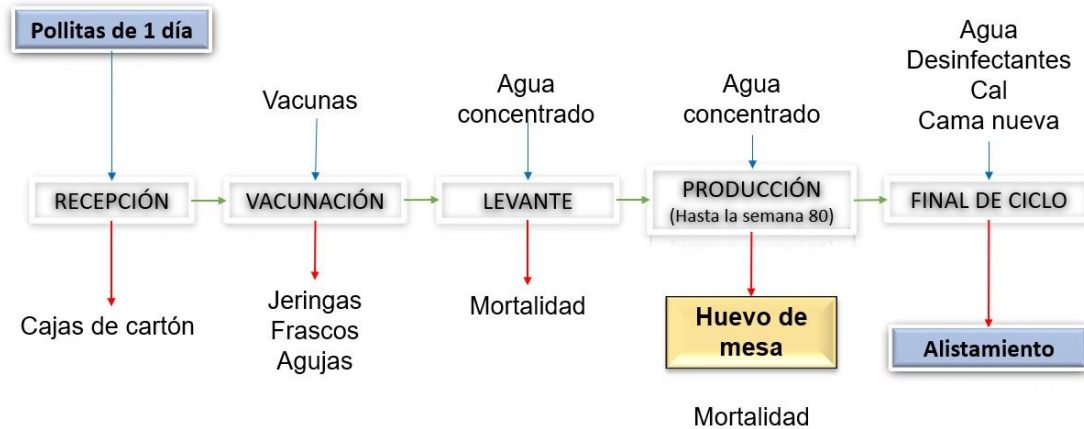 Pollitas de 1 día
Vacunas
Agua
concentrado
Agua
concentrado
Agua
Desinfectantes
Cal
Cama nueva
RECEPCIÓN
VACUNACIÓN
LEVANTE
PRODUCCIÓN
(Hasta la semana 80)
FINAL DE CICLO
Cajas de cartón
Jeringas
Frascos
Agujas
Mortalidad
Huevo de
mesa
Mortalidad
Alistamiento